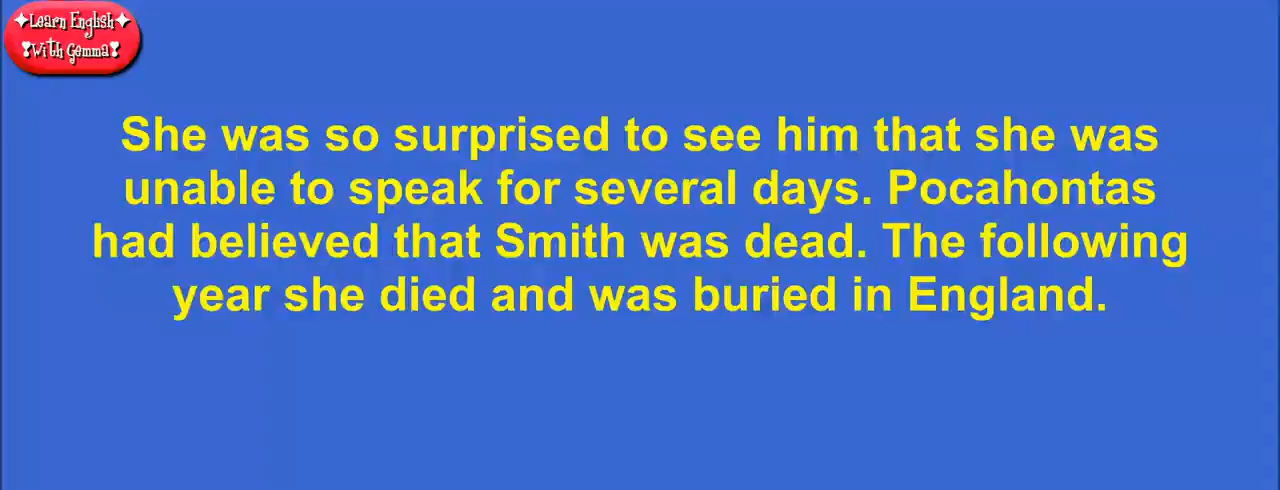 ✦Learn English✦
❣With Gemma❣
She was so surprised to see him that she was
unable to speak for several days. Pocahontas
had believed that Smith was dead. The following
year she died and was buried in England.